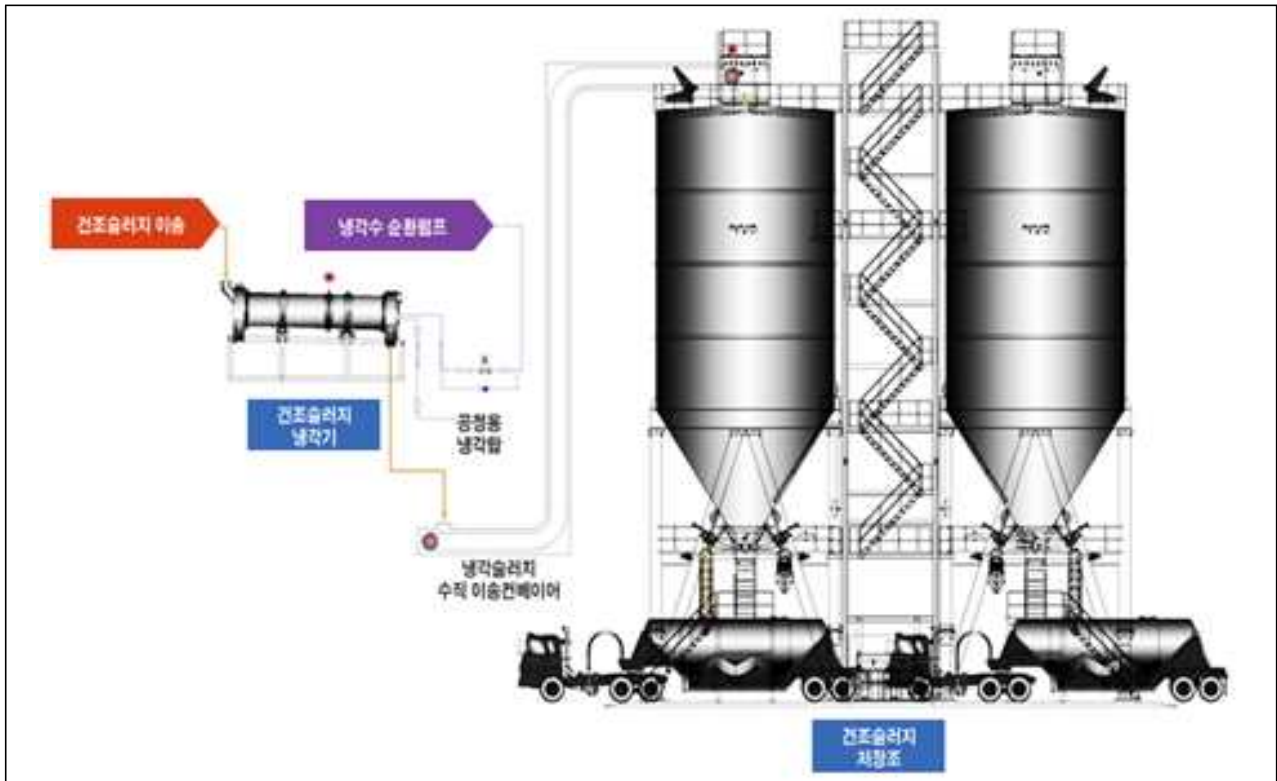 건조슬러지 이송
냉각수 순환펌프
건조슬러지
냉각기
공정용
냉각탑
냉각슬러지
수직 이송컨베이어
건조슬러지
저장조